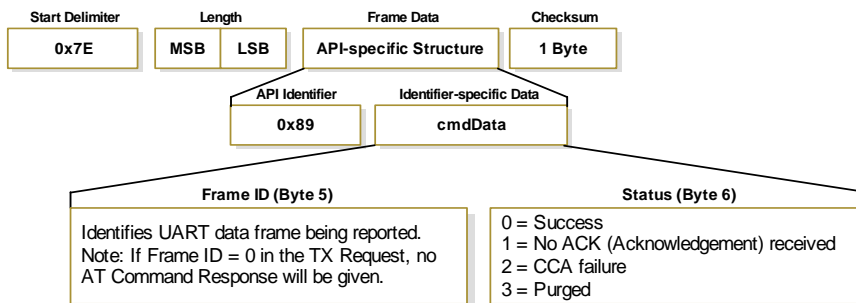 Start Delimiter
Length
Frame Data
Checksum
0x7E
MSB
LSB
API-specific Structure
1 Byte
API Identifier
Identifier-specific Data
0x89
cmdData
Frame ID (Byte 5)
Status (Byte 6)
Identifies UART data frame being reported.
Note: If Frame ID = 0 in the TX Request, no
AT Command Response will be given.
0 = Success
1 = No ACK (Acknowledgement) received
2 = CCA failure
3 = Purged